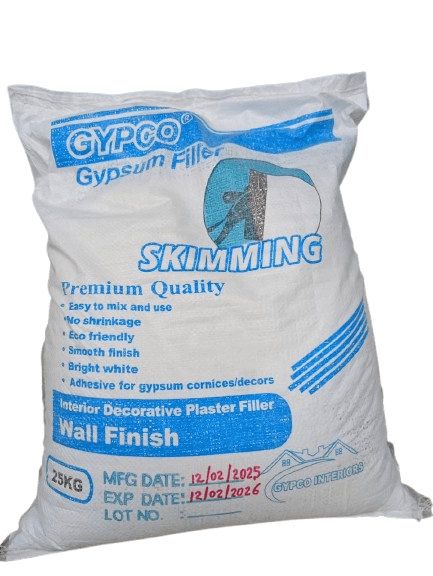 GYPCO®
Gypsum Filler
SKIMMING
Premium Quality
• Easy to mix and use
• No shrinkage
• Eco friendly
• Smooth finish
• Bright white
• Adhesive for gypsum cornices/decors
Interior Decorative Plaster Filler
Wall Finish
25KG
MFG DATE: 12/02/2025
EXP DATE: 12/02/2026
LOT NO. :
GYPCO INTERIORS